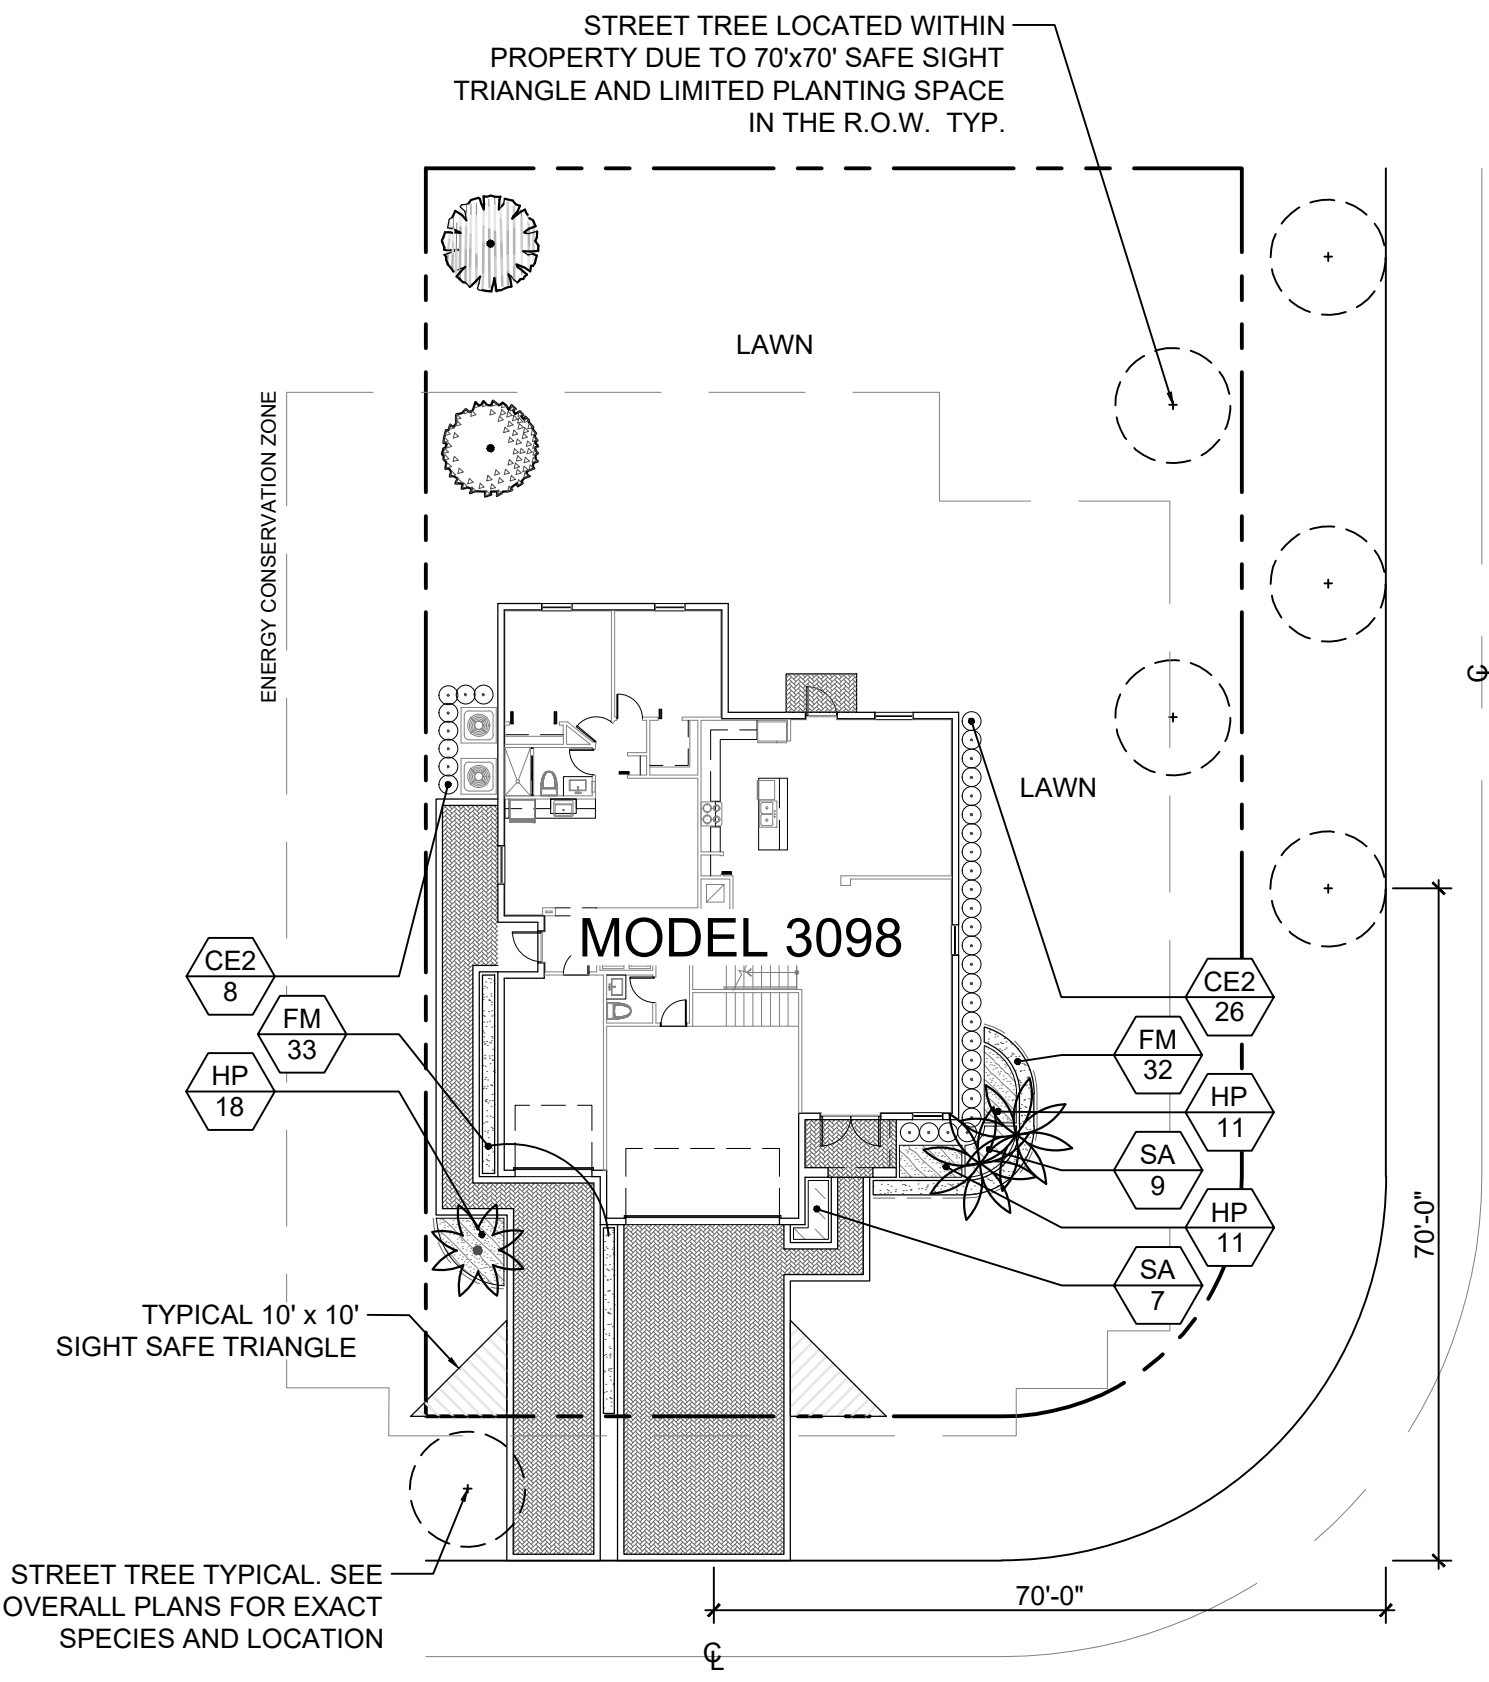 STREET TREE LOCATED WITHIN
PROPERTY DUE TO 70'x70' SAFE SIGHT
TRIANGLE AND LIMITED PLANTING SPACE
IN THE R.O.W. TYP.
LAWN
ENERGY CONSERVATION ZONE
℄
LAWN
MODEL 3098
CE2
8
FM
33
HP
18
CE2
26
FM
32
HP
11
SA
9
HP
11
SA
7
70'-0"
TYPICAL 10' x 10'
SIGHT SAFE TRIANGLE
STREET TREE TYPICAL. SEE
OVERALL PLANS FOR EXACT
SPECIES AND LOCATION
70'-0"
℄